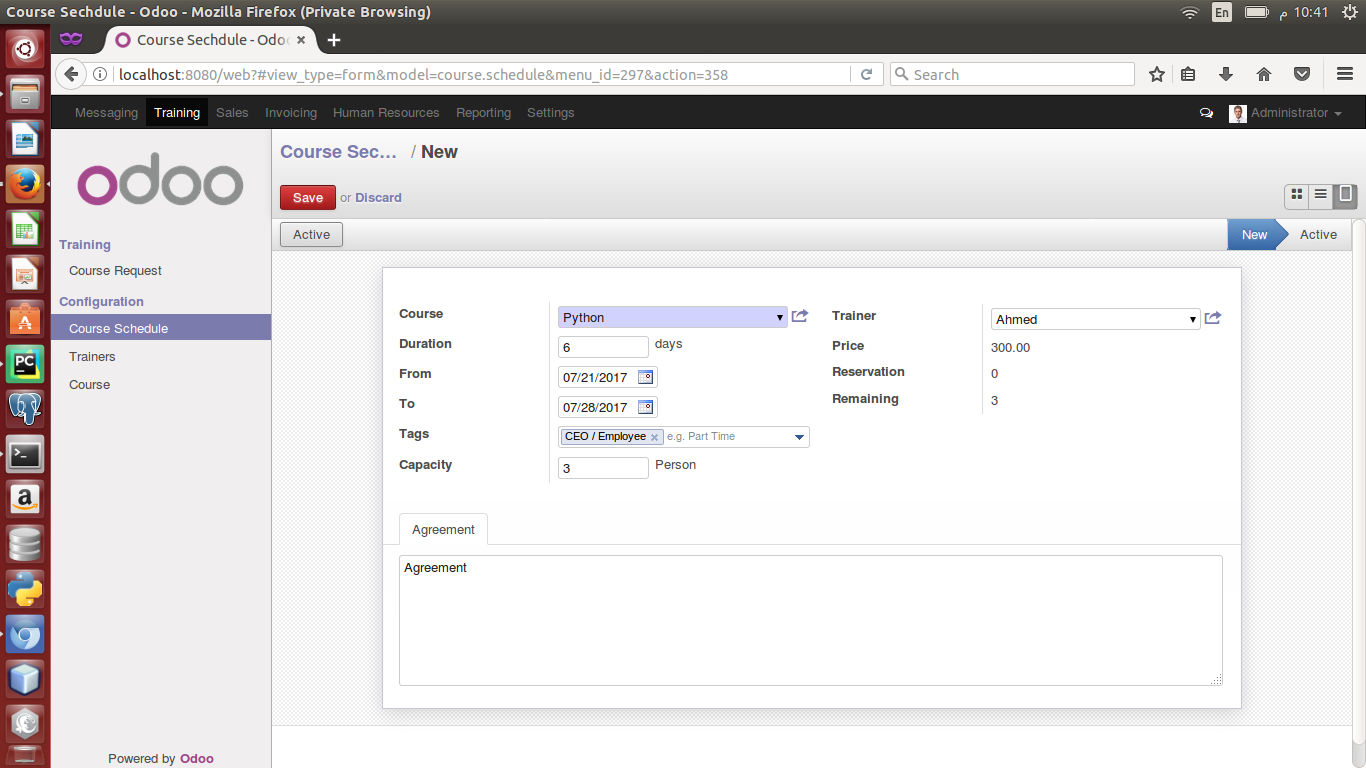 Course Sechdule - Odoo - Mozilla Firefox (Private Browsing)
En
م 10:41
Course Sechdule - Odoo
localhost:8080/web?#view_type=form&model=course.schedule&menu_id=297&action=358
Search
Messaging Training Sales Invoicing Human Resources Reporting Settings
Administrator
odoo
Course Sec... / New
Save or Discard
Active
New Active
Training
Course Request
Configuration
Course Schedule
Trainers
Course
Course Python
Trainer Ahmed
Duration 6 days
Price 300.00
From 07/21/2017
Reservation 0
To 07/28/2017
Remaining 3
Tags CEO / Employee x e.g. Part Time
Capacity 3 Person
Agreement
Agreement
Powered by Odoo
PC
a